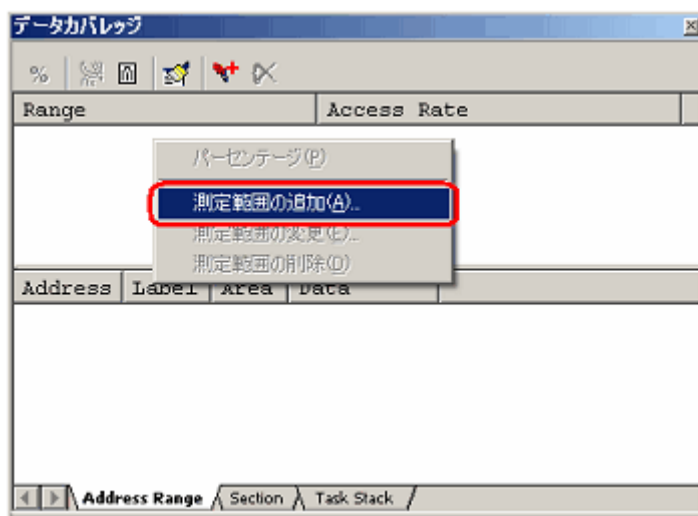 データカバレッジ
%
Range Access Rate
パーセンテージ(P)
測定範囲の追加(A)...
測定範囲の変更(E)...
測定範囲の削除(D)
Address Label Area Data
Address Range Section Task Stack